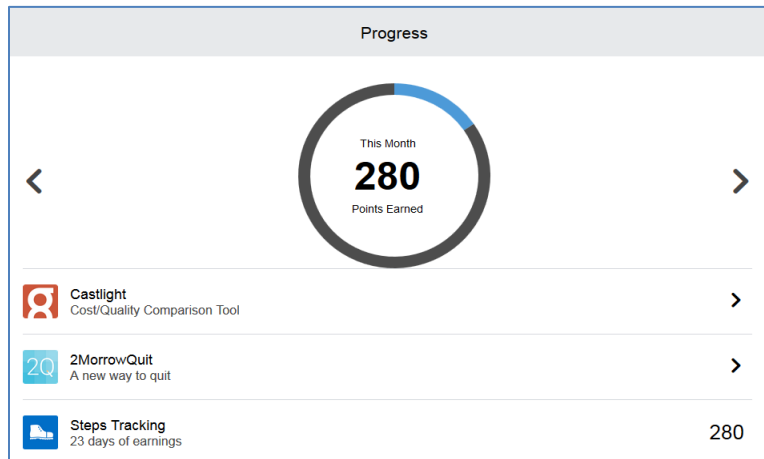 Progress
This Month
280
Points Earned
Castlight
Cost/Quality Comparison Tool
2Q
2MorrowQuit
A new way to quit
Steps Tracking
23 days of earnings
280